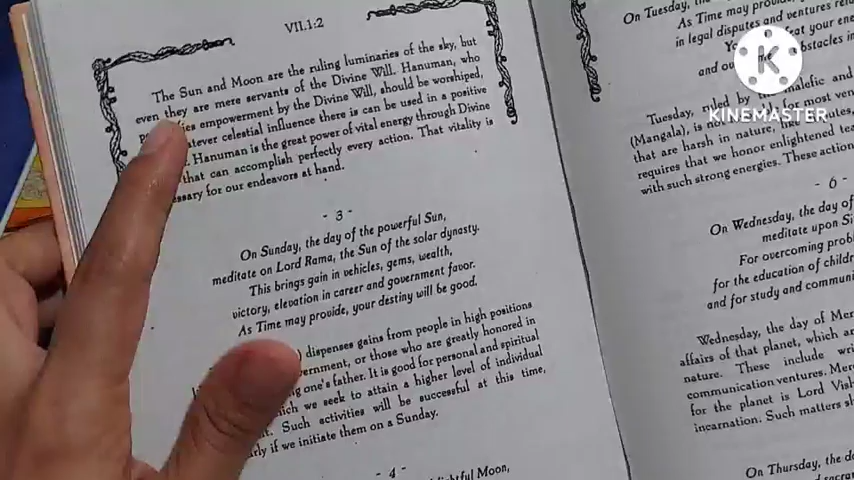 VII.1:2
The Sun and Moon are the ruling luminaries of the sky, but
even they are mere servants of the Divine Will. Hanuman, who
empowerment by the Divine Will, should be worshiped,
whatever celestial influence there is can be used in a positive
Hanuman is the great power of vital energy through Divine
that can accomplish perfectly every action. That vitality is
for our endeavors at hand.
- 3 -
On Sunday, the day of the powerful Sun,
meditate on Lord Rama, the Sun of the solar dynasty.
This brings gain in vehicles, gems, wealth,
victory, elevation in career and government favor.
As Time may provide, your destiny will be good.
dispenses gains from people in high positions
or those who are greatly honored in
one's father. It is good for personal and spiritual
which we seek to attain a higher level of individual
Such activities will be successful at this time,
if we initiate them on a Sunday.
- 4 -
Moon,
On Tuesday,
As Time may
in legal disputes and ventures
your
obstacles in
Tuesday, ruled by malefic and
(Mangala), is not for most
that are harsh in nature, like
requires that we honor enlightened
with such strong energies. These
- 6 -
On Wednesday, the day of
meditate upon
For overcoming
for the education of
and for study and
Wednesday, the day of
affairs of that planet, which are
nature. These include
communication ventures.
for the planet is Lord
incarnation. Such matters
On Thursday, the
KINEMASTER